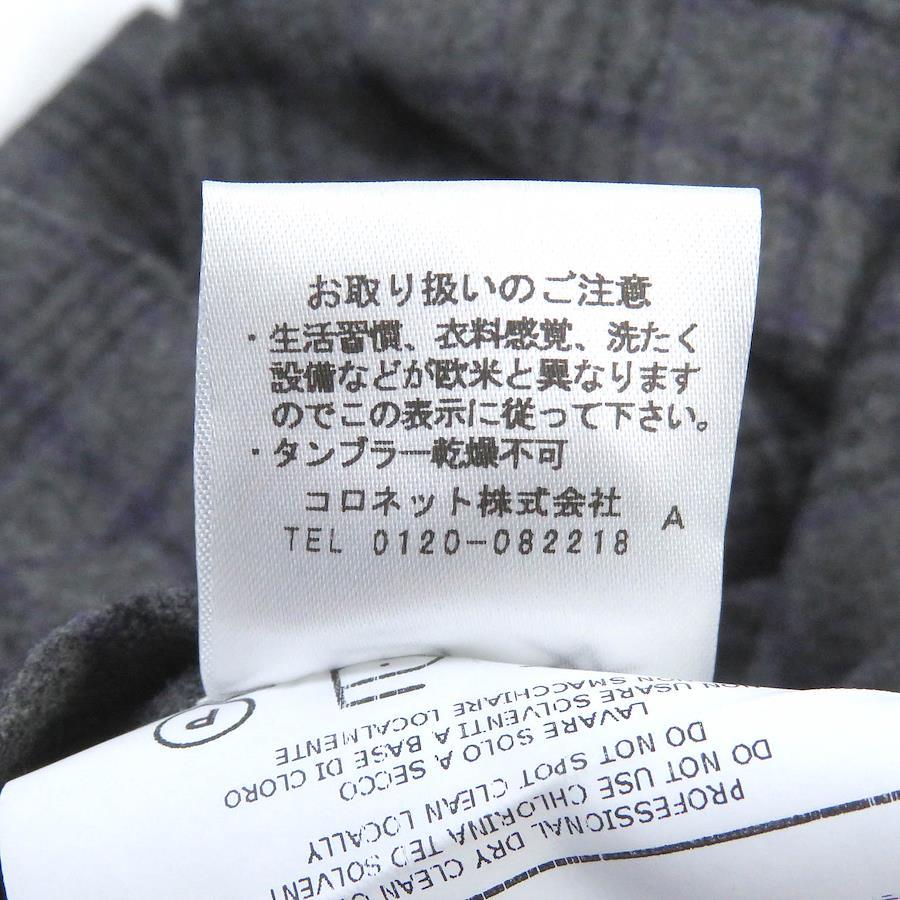 お取り扱いのご注意
・生活習慣、衣料感覚、洗たく
設備などが欧米と異なります
のでこの表示に従って下さい。
・タンブラー乾燥不可
コロネット株式会社
A
TEL 0120-082218
PROFESSIONAL DRY CLEAN
DO NOT USE CHLORINATED SOLVENT
DO NOT SPOT CLEAN LOCALLY
LAVARE SOLO A SECCO
NON USARE SOLVENTI A BASE DI CLORO
NON SMACCHIARE LOCALMENTE
P